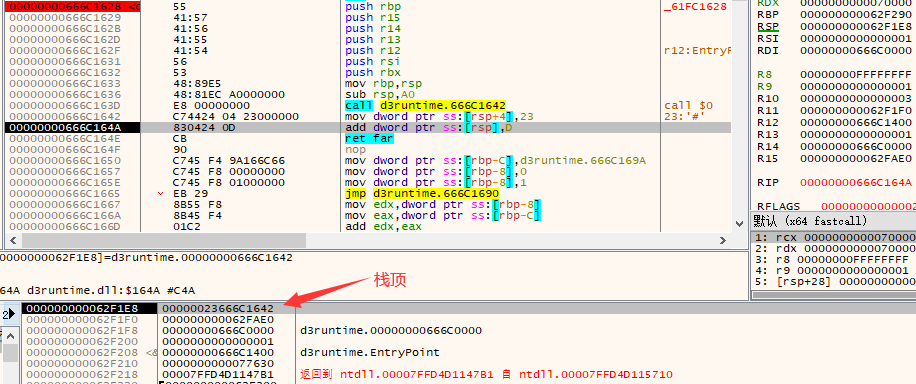 00000000666C1628 <d 55 push rbp _61FC1628
00000000666C1629 41:57 push r15
00000000666C162B 41:56 push r14
00000000666C162D 41:55 push r13
00000000666C162F 41:54 push r12 r12:EntryP
00000000666C1631 56 push rsi
00000000666C1632 53 push rbx
00000000666C1633 48:89E5 mov rbp,rsp
00000000666C1636 48:81EC A0000000 sub rsp,A0
00000000666C163D E8 00000000 call d3runtime.666C1642 call $0
00000000666C1642 C74424 04 23000000 mov dword ptr ss:[rsp+4],23 23:'#'
00000000666C164A 830424 0D add dword ptr ss:[rsp],D
00000000666C164E CB ret far
00000000666C164F 90 nop
00000000666C1650 C745 F4 9A166C66 mov dword ptr ss:[rbp-C],d3runtime.666C169A
00000000666C1657 C745 F8 00000000 mov dword ptr ss:[rbp-8],0
00000000666C165E C745 F8 01000000 mov dword ptr ss:[rbp-8],1
00000000666C1665 EB 29 jmp d3runtime.666C1690
00000000666C1667 8B55 F8 mov edx,dword ptr ss:[rbp-8]
00000000666C166A 8B45 F4 mov eax,dword ptr ss:[rbp-C]
00000000666C166D 01C2 add edx,eax
RDX 0000000000070000
RBP 000000000062F290
RSP 000000000062F1E8
RSI 0000000000000001
RDI 00000000666C0000
R8 00000000FFFFFFFF
R9 0000000000000001
R10 0000000000000003
R11 000000000062F1F0
R12 00000000666C1400
R13 0000000000000001
R14 0000000000000001
R15 000000000062FAE0
RIP 00000000666C164A
RFLAGS 0000000000000002
默认 (x64 fastcall)
1: rcx 0000000000070000
2: rdx 0000000000070000
3: r8 00000000FFFFFFFF
4: r9 0000000000000001
5: [rsp+28] 00000000
0000000062F1E8]=d3runtime.00000000666C1642
64A d3runtime.dll:$164A #C4A
栈顶
2
000000000062F1E8 00000023666C1642
000000000062F1F0 000000000062FAE0
000000000062F1F8 00000000666C0000 d3runtime.00000000666C0000
000000000062F200 0000000000000001
000000000062F208 <& 00000000666C1400 d3runtime.EntryPoint
000000000062F210 0000000000077630
000000000062F218 00007FFD4D1147B1 返回到 ntdll.00007FFD4D1147B1 自 ntdll.00007FFD4D115710